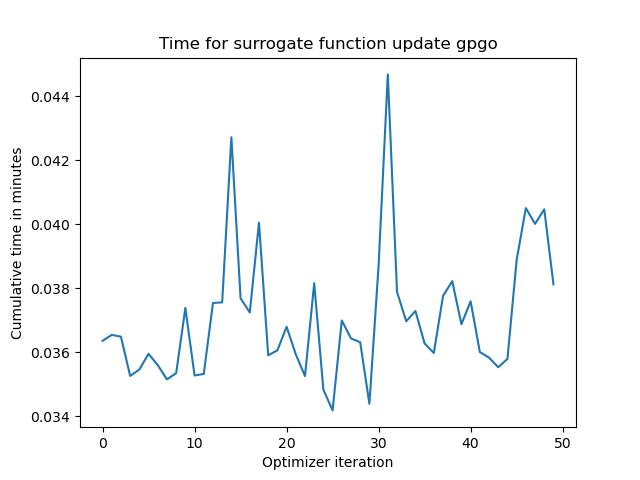 Time for surrogate function update gpgo
Cumulative time in minutes
0.044
0.042
0.040
0.038
0.036
0.034
0 10 20 30 40 50
Optimizer iteration